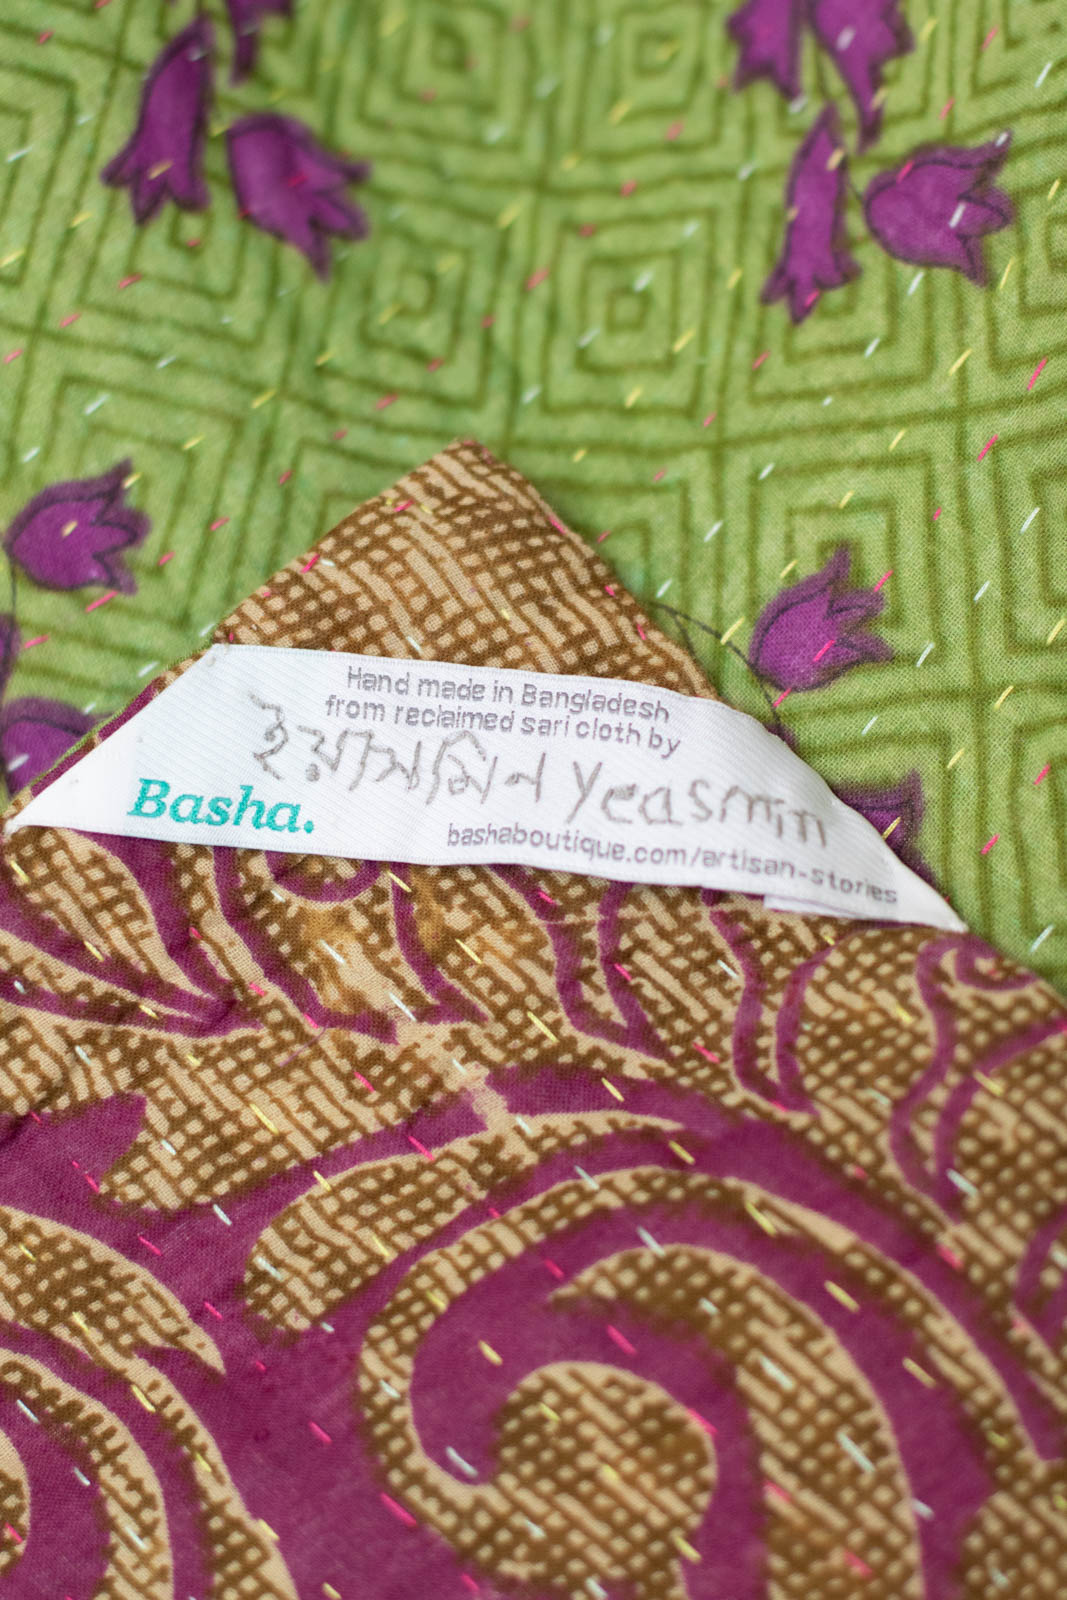 Hand made in Bangladesh
from reclaimed sari cloth by
ইয়াসমিন Yeasmin
Basha.
bashaboutique.com/artisan-stories